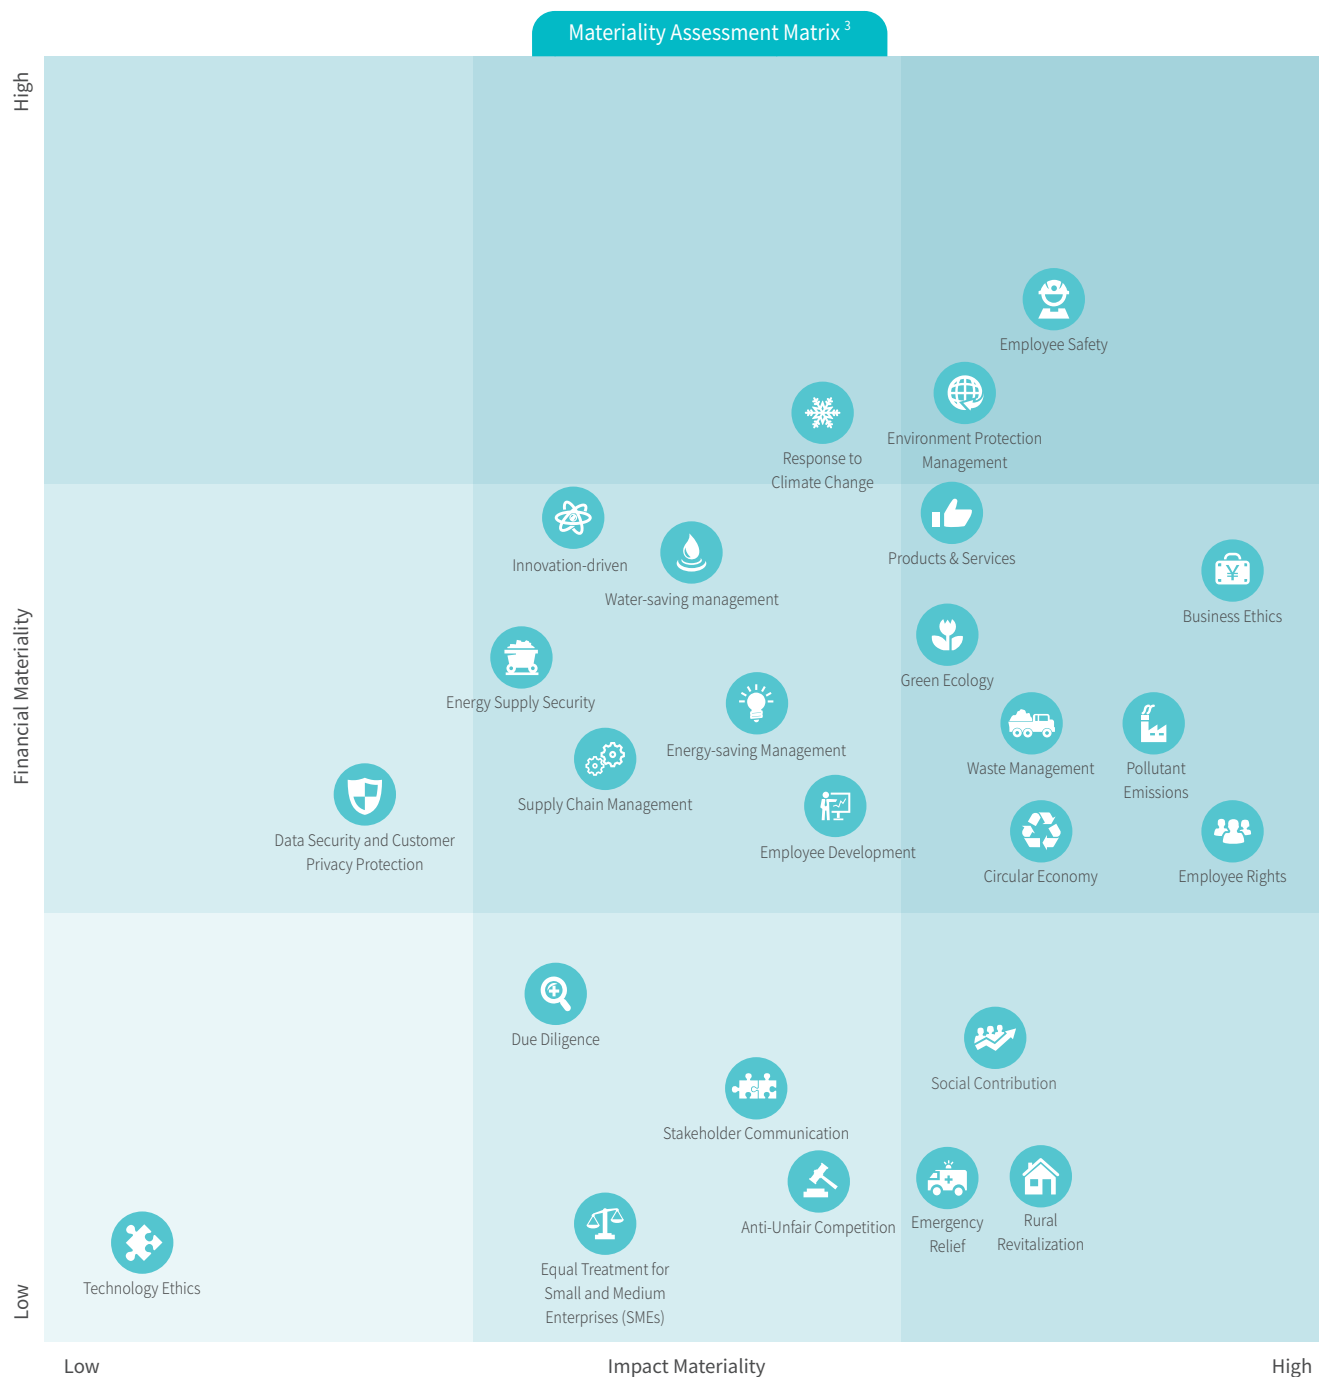 Materiality Assessment Matrix 3
High
Employee Safety
Environment Protection
Management
Response to
Climate Change
Innovation-driven
Products & Services
Water-saving management
Business Ethics
Financial Materiality
Green Ecology
Energy Supply Security
Energy-saving Management
Waste Management
Pollutant
Emissions
Supply Chain Management
¥
Data Security and Customer
Privacy Protection
Employee Development
Circular Economy
Employee Rights
Due Diligence
Social Contribution
Stakeholder Communication
Anti-Unfair Competition
Emergency
Relief
Rural
Revitalization
Technology Ethics
Equal Treatment for
Small and Medium
Enterprises (SMEs)
Low
Low
Impact Materiality
High